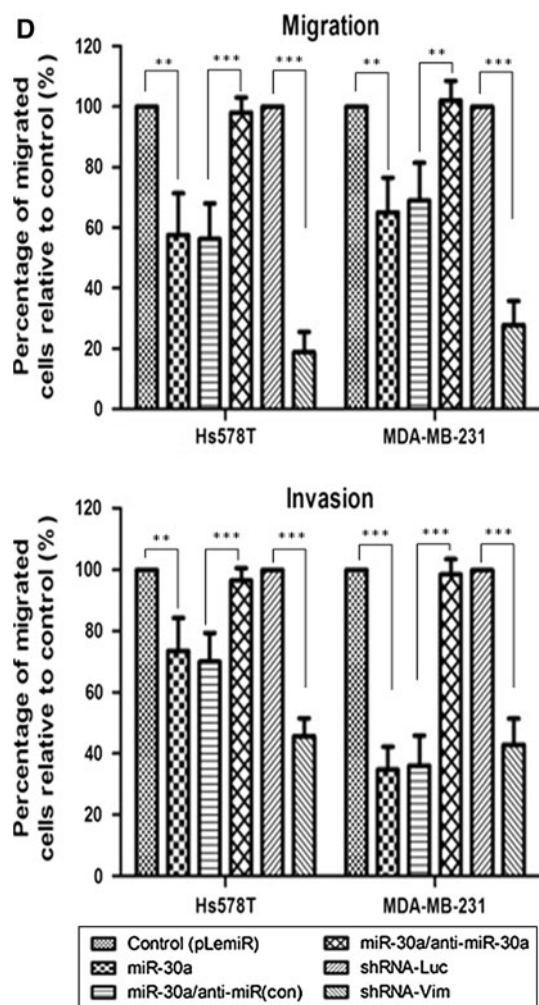 D
Migration
Percentage of migrated
cells relative to control (%)
120
100
80
60
40
20
0
**
***
***
**
**
***
Hs578T
MDA-MB-231
Invasion
Percentage of migrated
cells relative to control (%)
120
100
80
60
40
20
0
**
***
***
***
***
***
Hs578T
MDA-MB-231
Control (pLemiR)
miR-30a
miR-30a/anti-miR(con)
miR-30a/anti-miR-30a
shRNA-Luc
shRNA-Vim